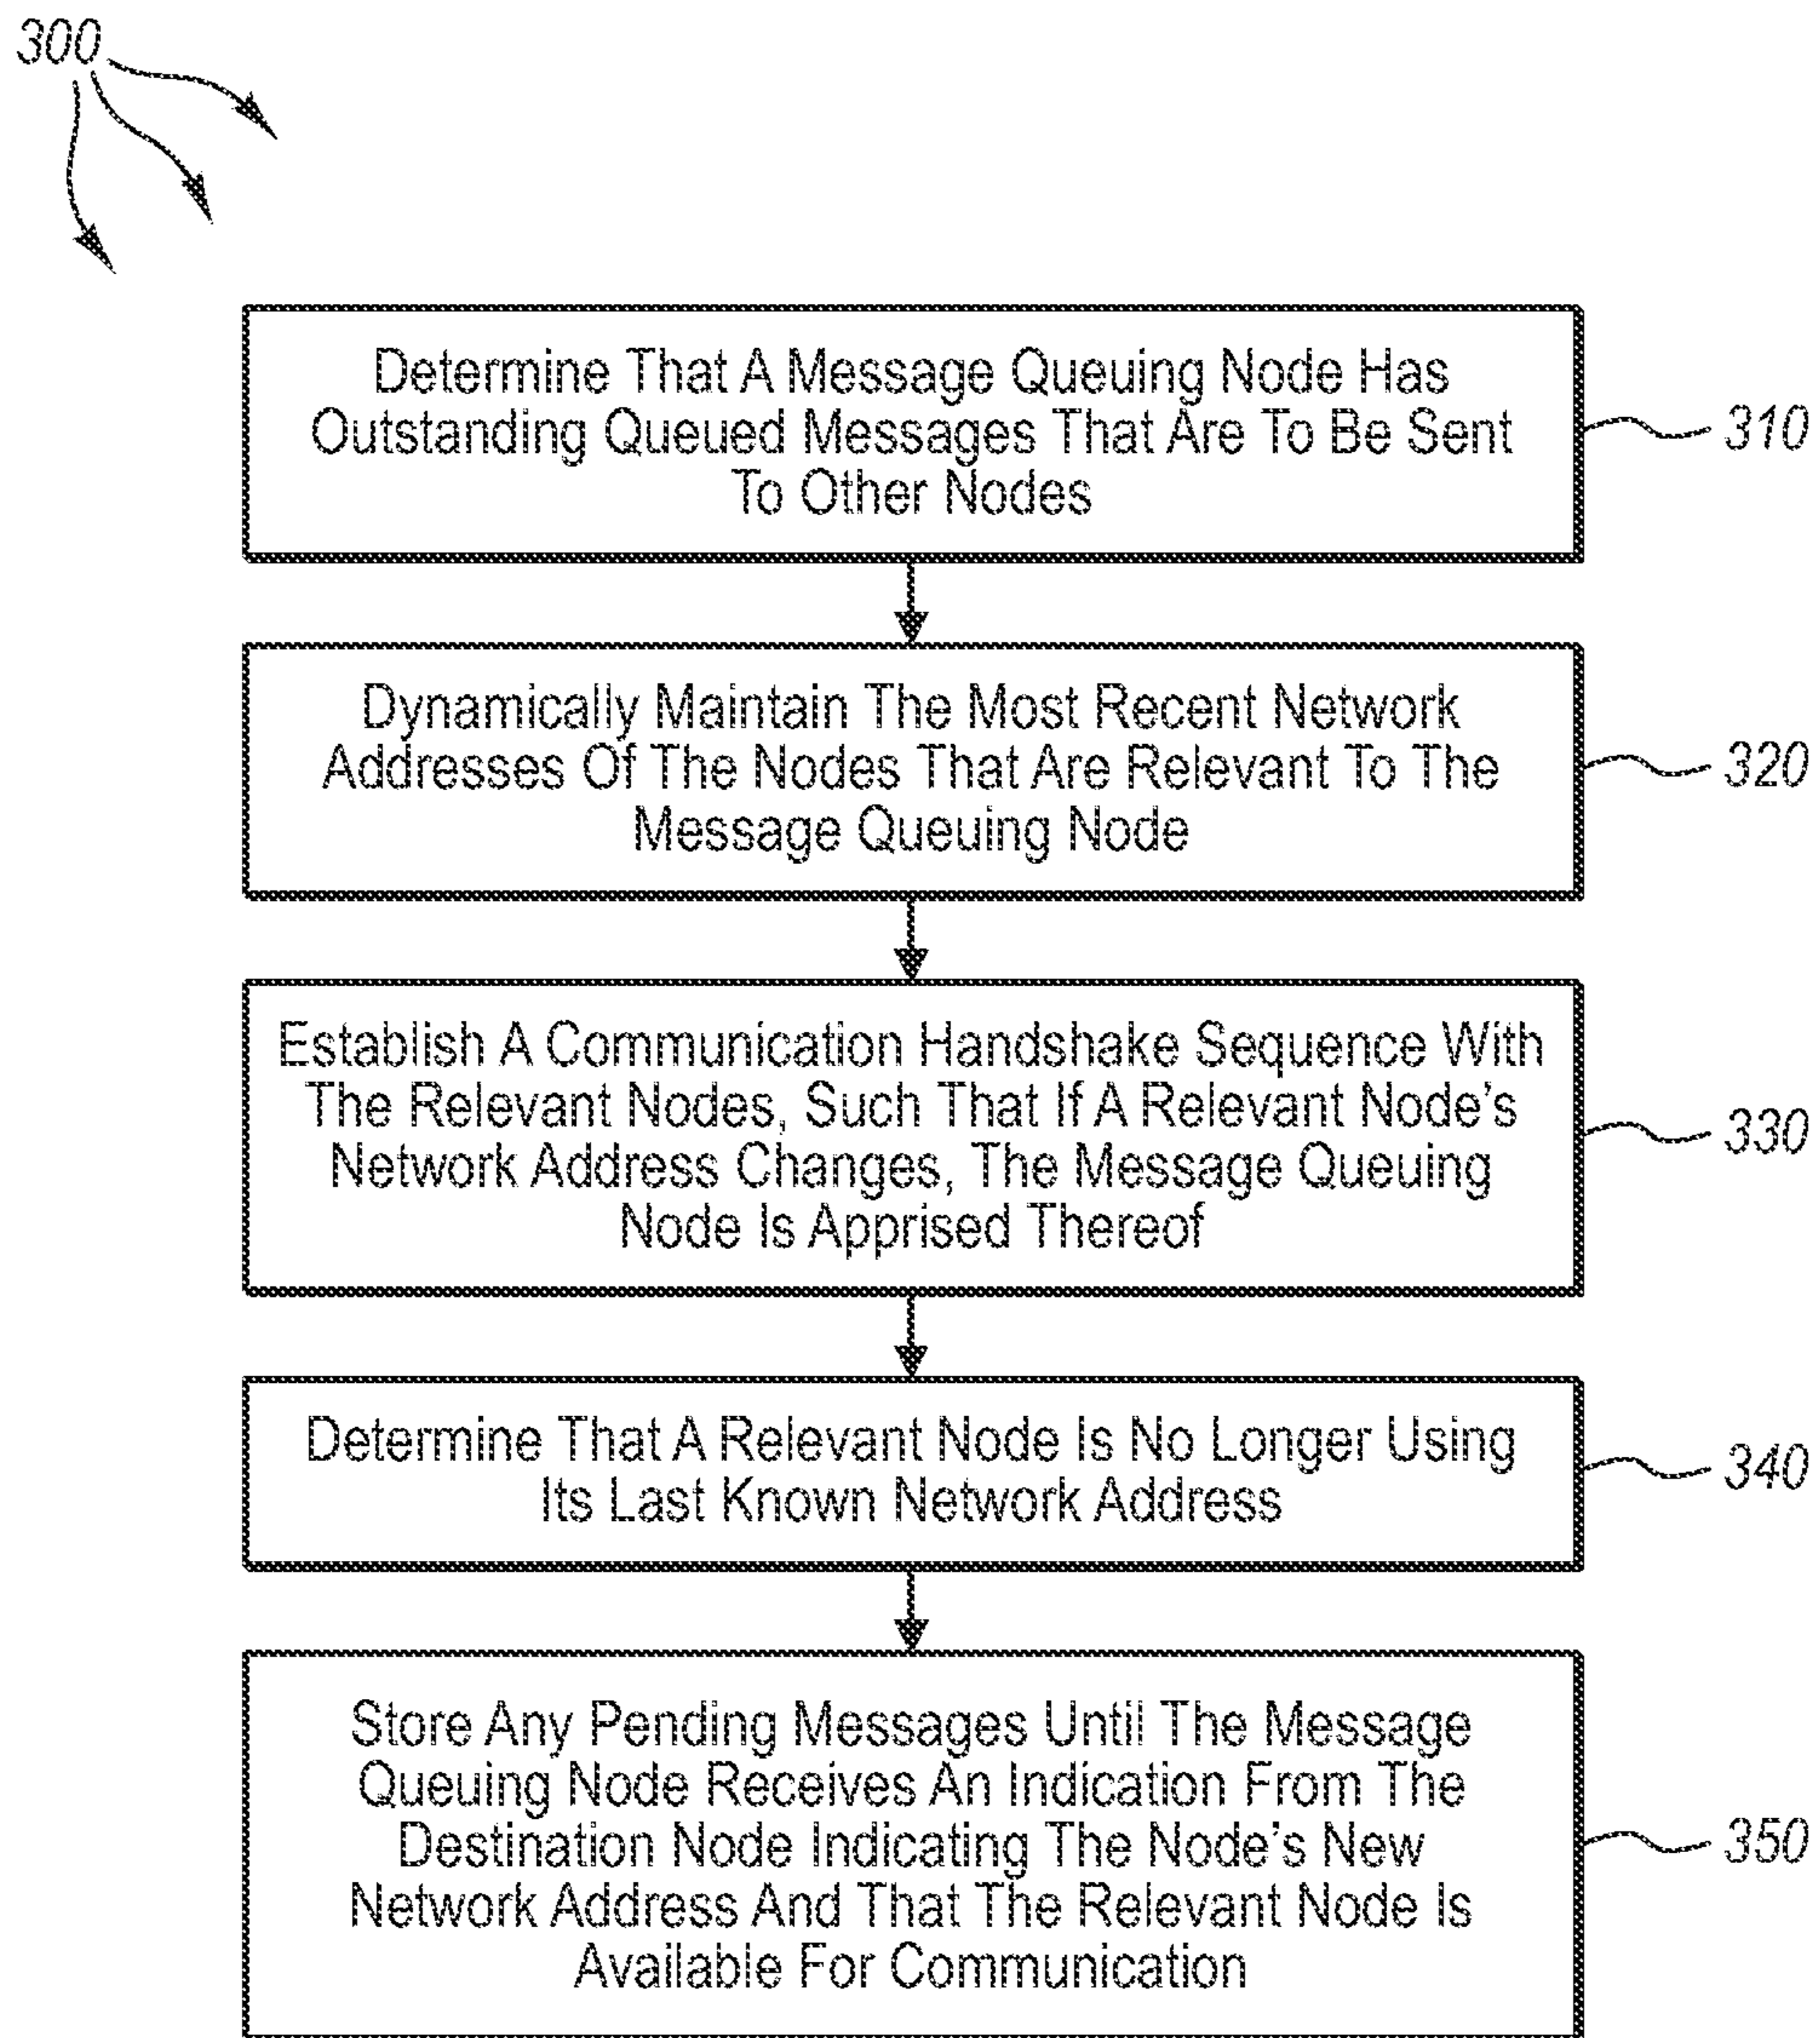 300
Determine That A Message Queuing Node Has
Outstanding Queued Messages That Are To Be Sent
To Other Nodes
310
Dynamically Maintain The Most Recent Network
Addresses Of The Nodes That Are Relevant To The
Message Queuing Node
320
Establish A Communication Handshake Sequence With
The Relevant Nodes, Such That If A Relevant Node's
Network Address Changes, The Message Queuing
Node Is Apprised Thereof
330
Determine That A Relevant Node Is No Longer Using
Its Last Known Network Address
340
Store Any Pending Messages Until The Message
Queuing Node Receives An Indication From The
Destination Node Indicating The Node's New
Network Address And That The Relevant Node Is
Available For Communication
350